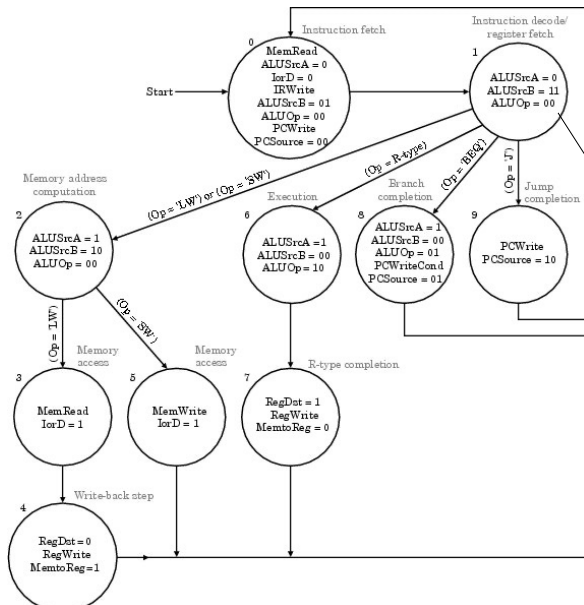 Instruction fetch
0
MemRead
ALUSrcA = 0
IorD = 0
IRWrite
ALUSrcB = 01
ALUOp = 00
PCWrite
PCSource = 00
Start
Instruction decode/
register fetch
1
ALUSrcA = 0
ALUSrcB = 11
ALUOp = 00
(Op = 'LW') or (Op = 'SW')
(Op = R-type)
(Op = 'BEQ')
(Op = 'J')
Memory address
computation
2
ALUSrcA = 1
ALUSrcB = 10
ALUOp = 00
Execution
6
ALUSrcA =1
ALUSrcB = 00
ALUOp = 10
Branch
completion
8
ALUSrcA = 1
ALUSrcB = 00
ALUOp = 01
PCWriteCond
PCSource = 01
Jump
completion
9
PCWrite
PCSource = 10
(Op = 'LW')
(Op = 'SW')
Memory
access
3
MemRead
IorD = 1
Memory
access
5
MemWrite
IorD = 1
R-type completion
7
RegDst = 1
RegWrite
MemtoReg = 0
Write-back step
4
RegDst = 0
RegWrite
MemtoReg=1